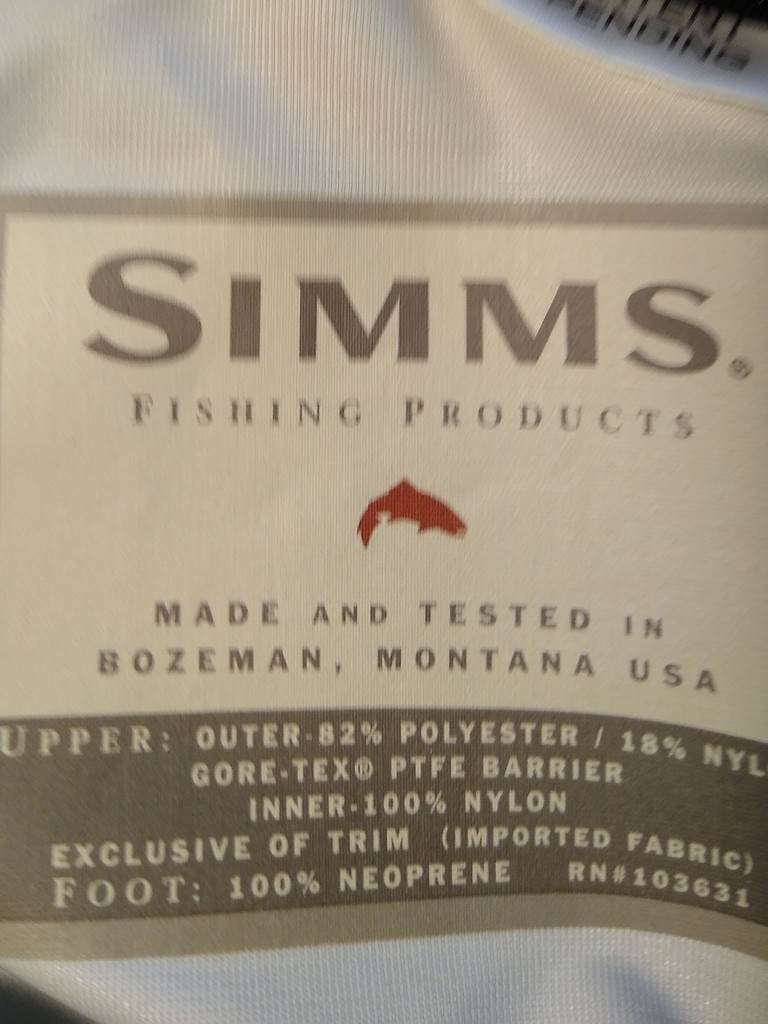 PENDING
SIMMS®
FISHING PRODUCTS
MADE AND TESTED IN
BOZEMAN, MONTANA USA
UPPER: OUTER-82% POLYESTER / 18% NYL
GORE-TEX® PTFE BARRIER
INNER-100% NYLON
EXCLUSIVE OF TRIM (IMPORTED FABRIC)
FOOT: 100% NEOPRENE RN#103631